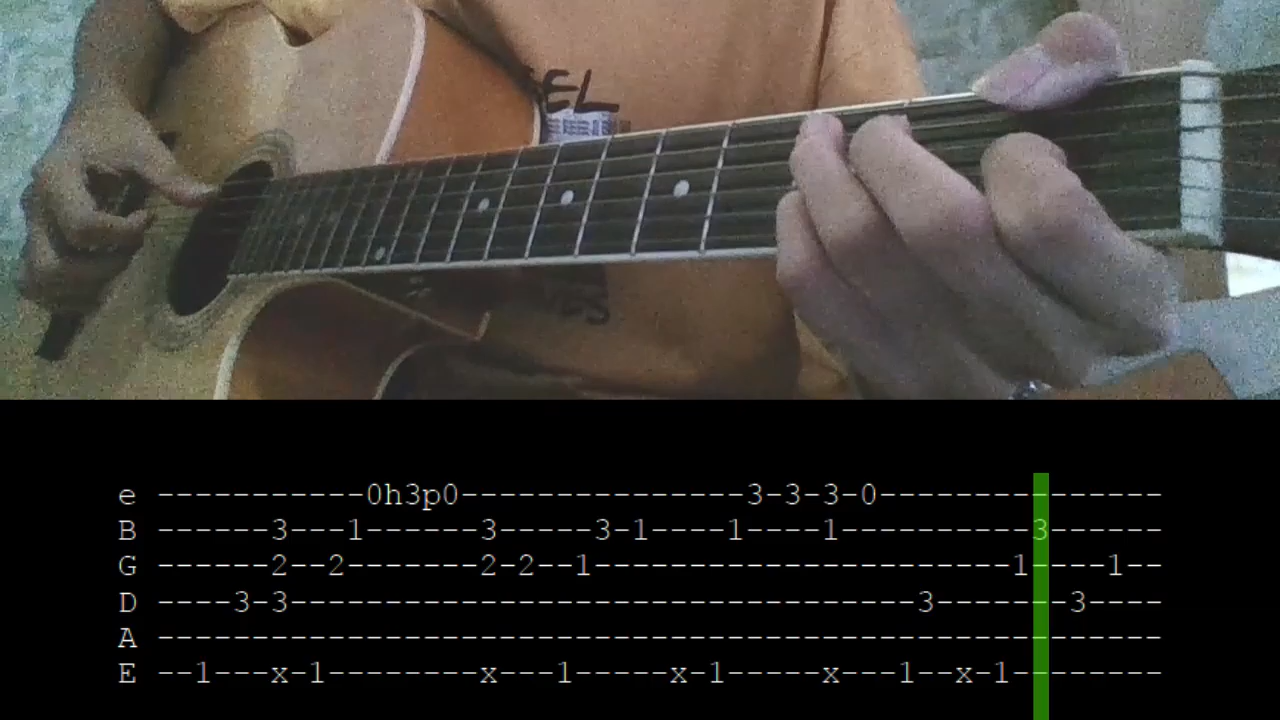 EL
e -----------0h3p0---------------3-3-3-0---------------
B ------3---1------3-----3-1----1----1----------3------
G ------2--2-------2-2--1----------------------1----1--
D ----3-3---------------------------------3-------3----
A -----------------------------------------------------
E --1---x-1--------x---1-----x-1-----x---1--x-1--------